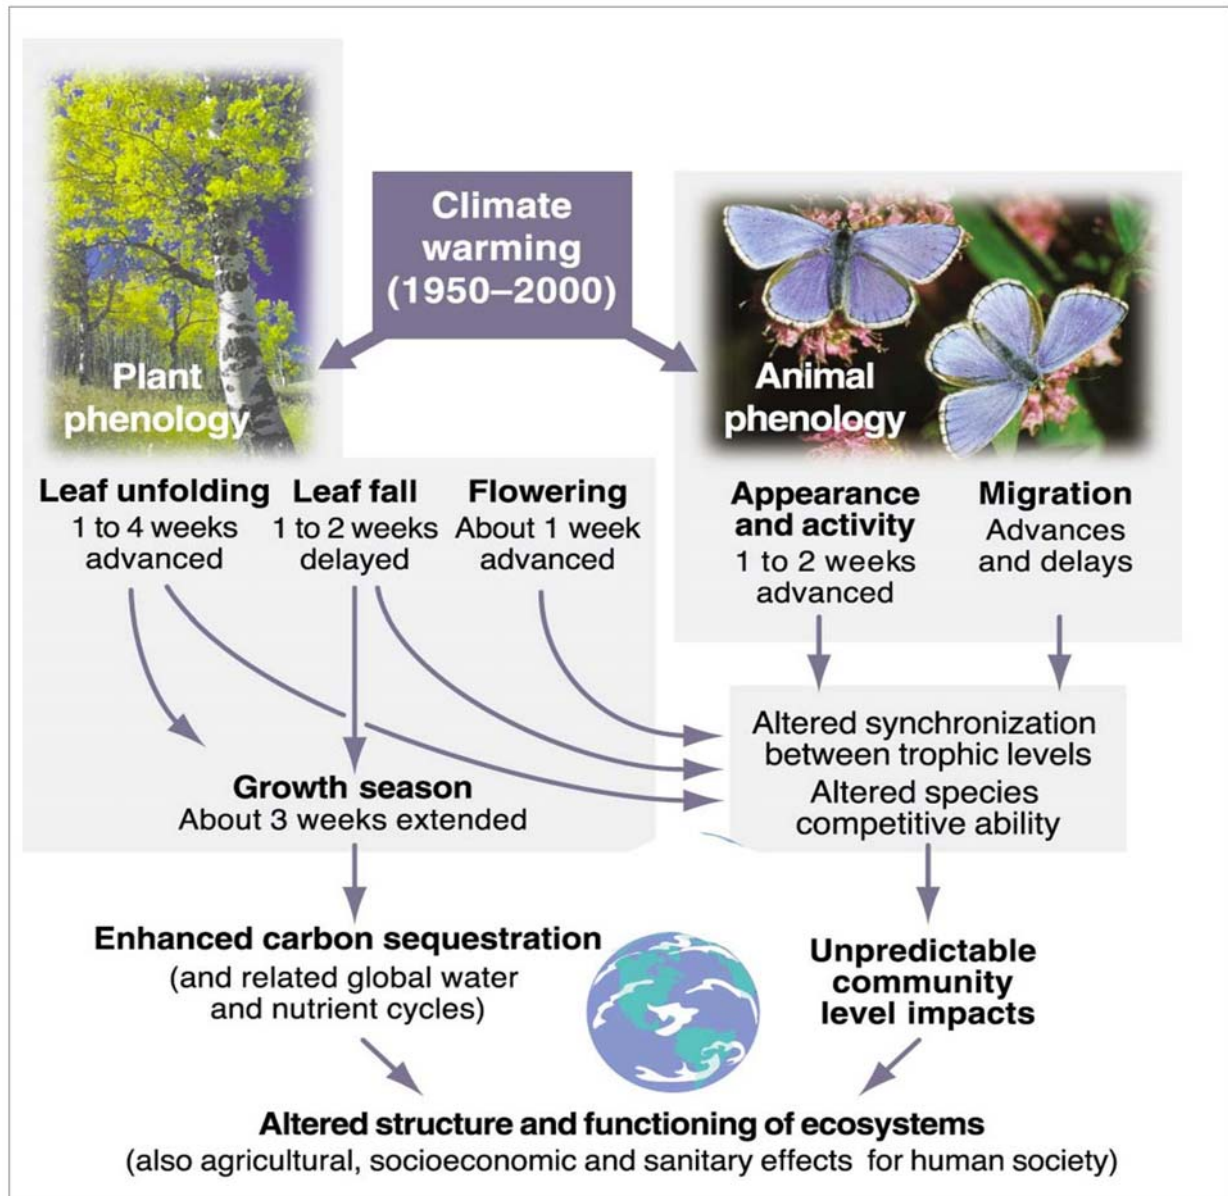 Climate
warming
(1950–2000)
Plant
phenology
Animal
phenology
Leaf unfolding
1 to 4 weeks
advanced
Leaf fall
1 to 2 weeks
delayed
Flowering
About 1 week
advanced
Appearance
and activity
1 to 2 weeks
advanced
Migration
Advances
and delays
Altered synchronization
between trophic levels
Altered species
competitive ability
Growth season
About 3 weeks extended
Enhanced carbon sequestration
(and related global water
and nutrient cycles)
Unpredictable
community
level impacts
Altered structure and functioning of ecosystems
(also agricultural, socioeconomic and sanitary effects for human society)